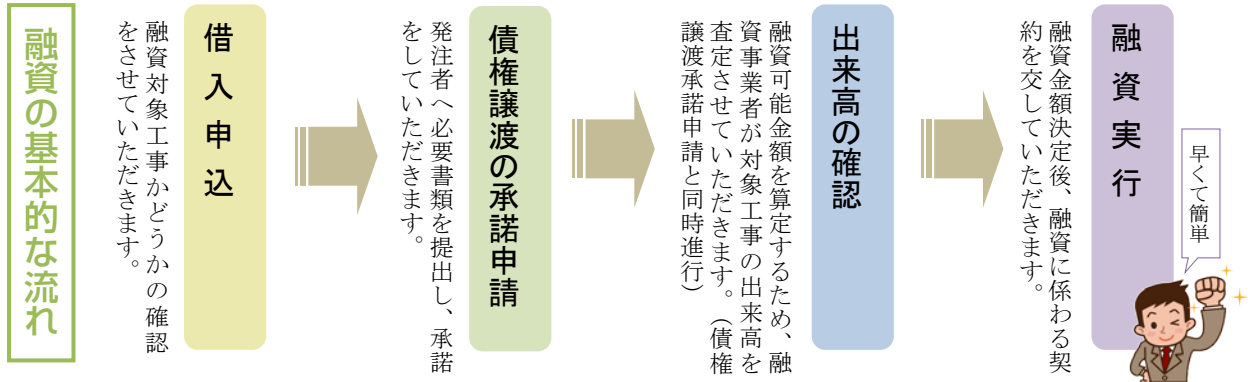 融資の基本的な流れ
借入申込
融資対象工事かどうかの確認
をさせていただきます。
債権譲渡の承諾申請
発注者へ必要書類を提出し、承諾
をしていただきます。
出来高の確認
融資可能金額を算定するため、融
資事業者が対象工事の出来高を
査定させていただきます。（債権
譲渡承諾申請と同時進行）
融資実行
融資金額決定後、融資に係わる契
約を交していただきます。
早くて簡単